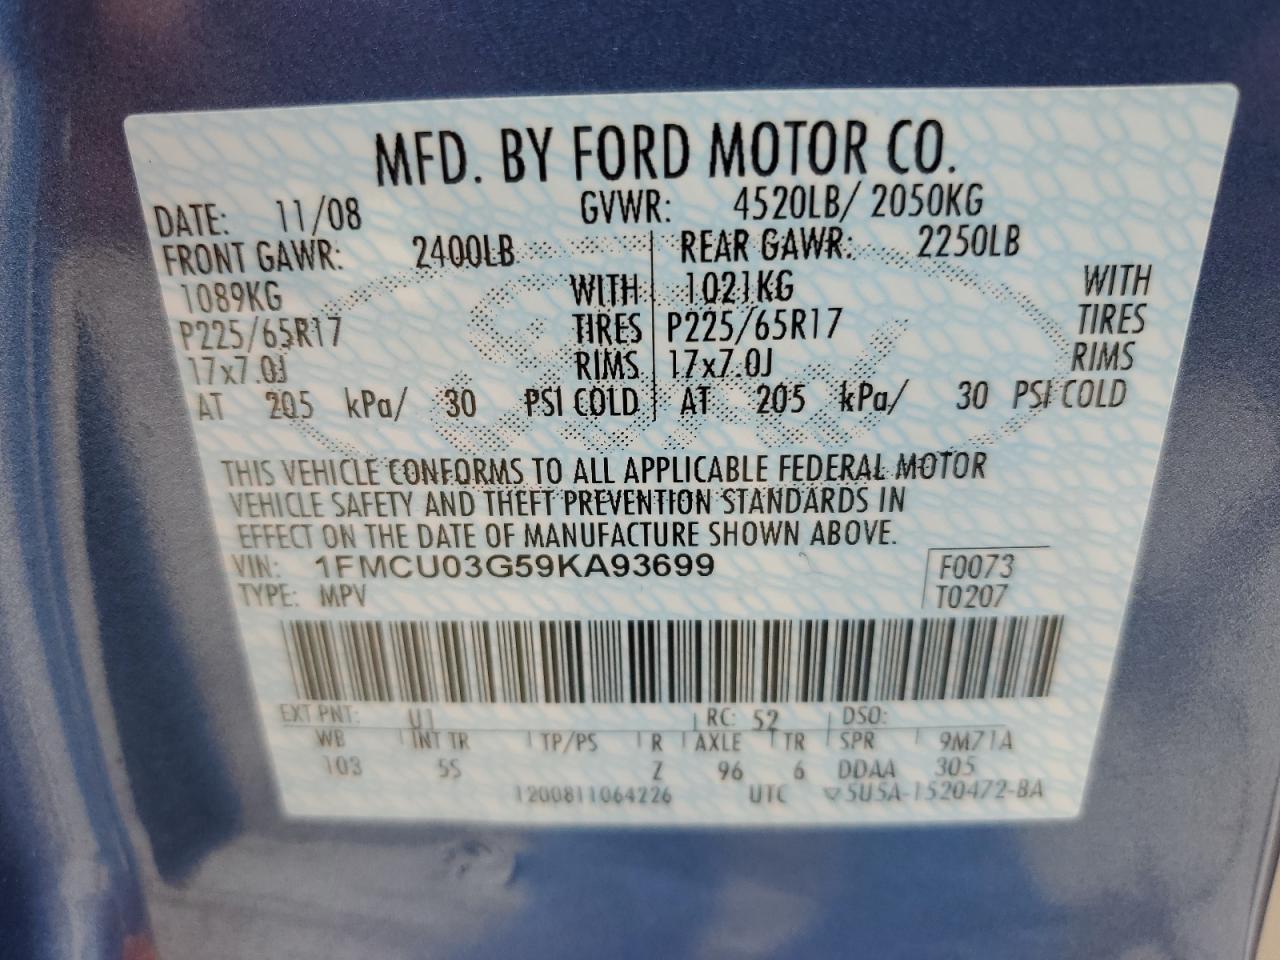 MFD. BY FORD MOTOR CO.
DATE: 11/08 GVWR: 4520LB/ 2050KG
FRONT GAWR: 2400LB REAR GAWR: 2250LB
1089KG WITH 1021KG WITH
P225/65R17 TIRES P225/65R17 TIRES
17x7.0J RIMS 17x7.0J RIMS
AT 205 kPa/ 30 PSI COLD AT 205 kPa/ 30 PSI COLD
THIS VEHICLE CONFORMS TO ALL APPLICABLE FEDERAL MOTOR
VEHICLE SAFETY AND THEFT PREVENTION STANDARDS IN
EFFECT ON THE DATE OF MANUFACTURE SHOWN ABOVE.
VIN: 1FMCU03G59KA93699 F0073
TYPE: MPV T0207
EXT PNT: U1 RC: 52 DSO:
WB INT TR TP/PS R AXLE TR SPR 9M71A
103 5S Z 96 6 DDAA 305
1200811064226 UTC ▽5U5A-1520472-BA